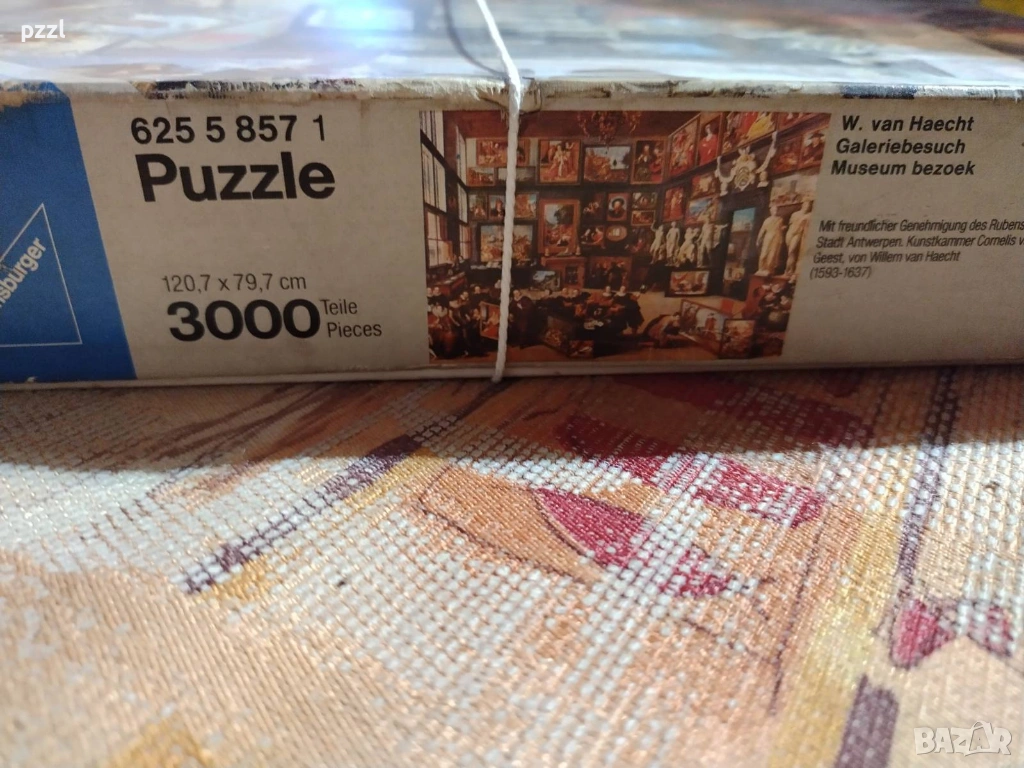 pzzl
625 5 857 1
Puzzle
120,7 x 79,7 cm
3000 Teile
Pieces
W. van Haecht
Galeriebesuch
Museum bezoek
Mit freundlicher Genehmigung des Rubens
Stadt Antwerpen. Kunstkammer Cornelis v
Geest, von Willem van Haecht
(1593-1637)
sburger
BAZAR